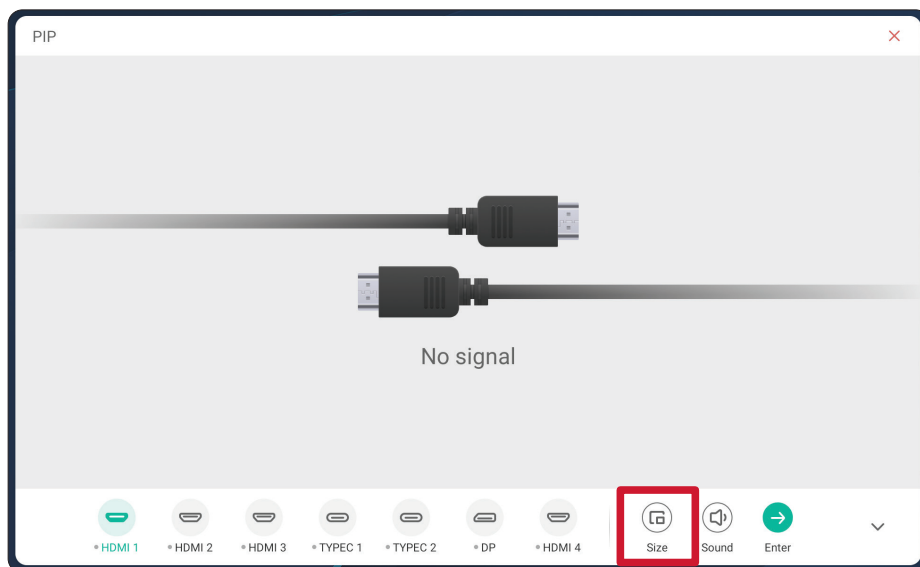 PIP
No signal
HDMI 1
HDMI 2
HDMI 3
TYPEC 1
TYPEC 2
DP
HDMI 4
Size
Sound
Enter